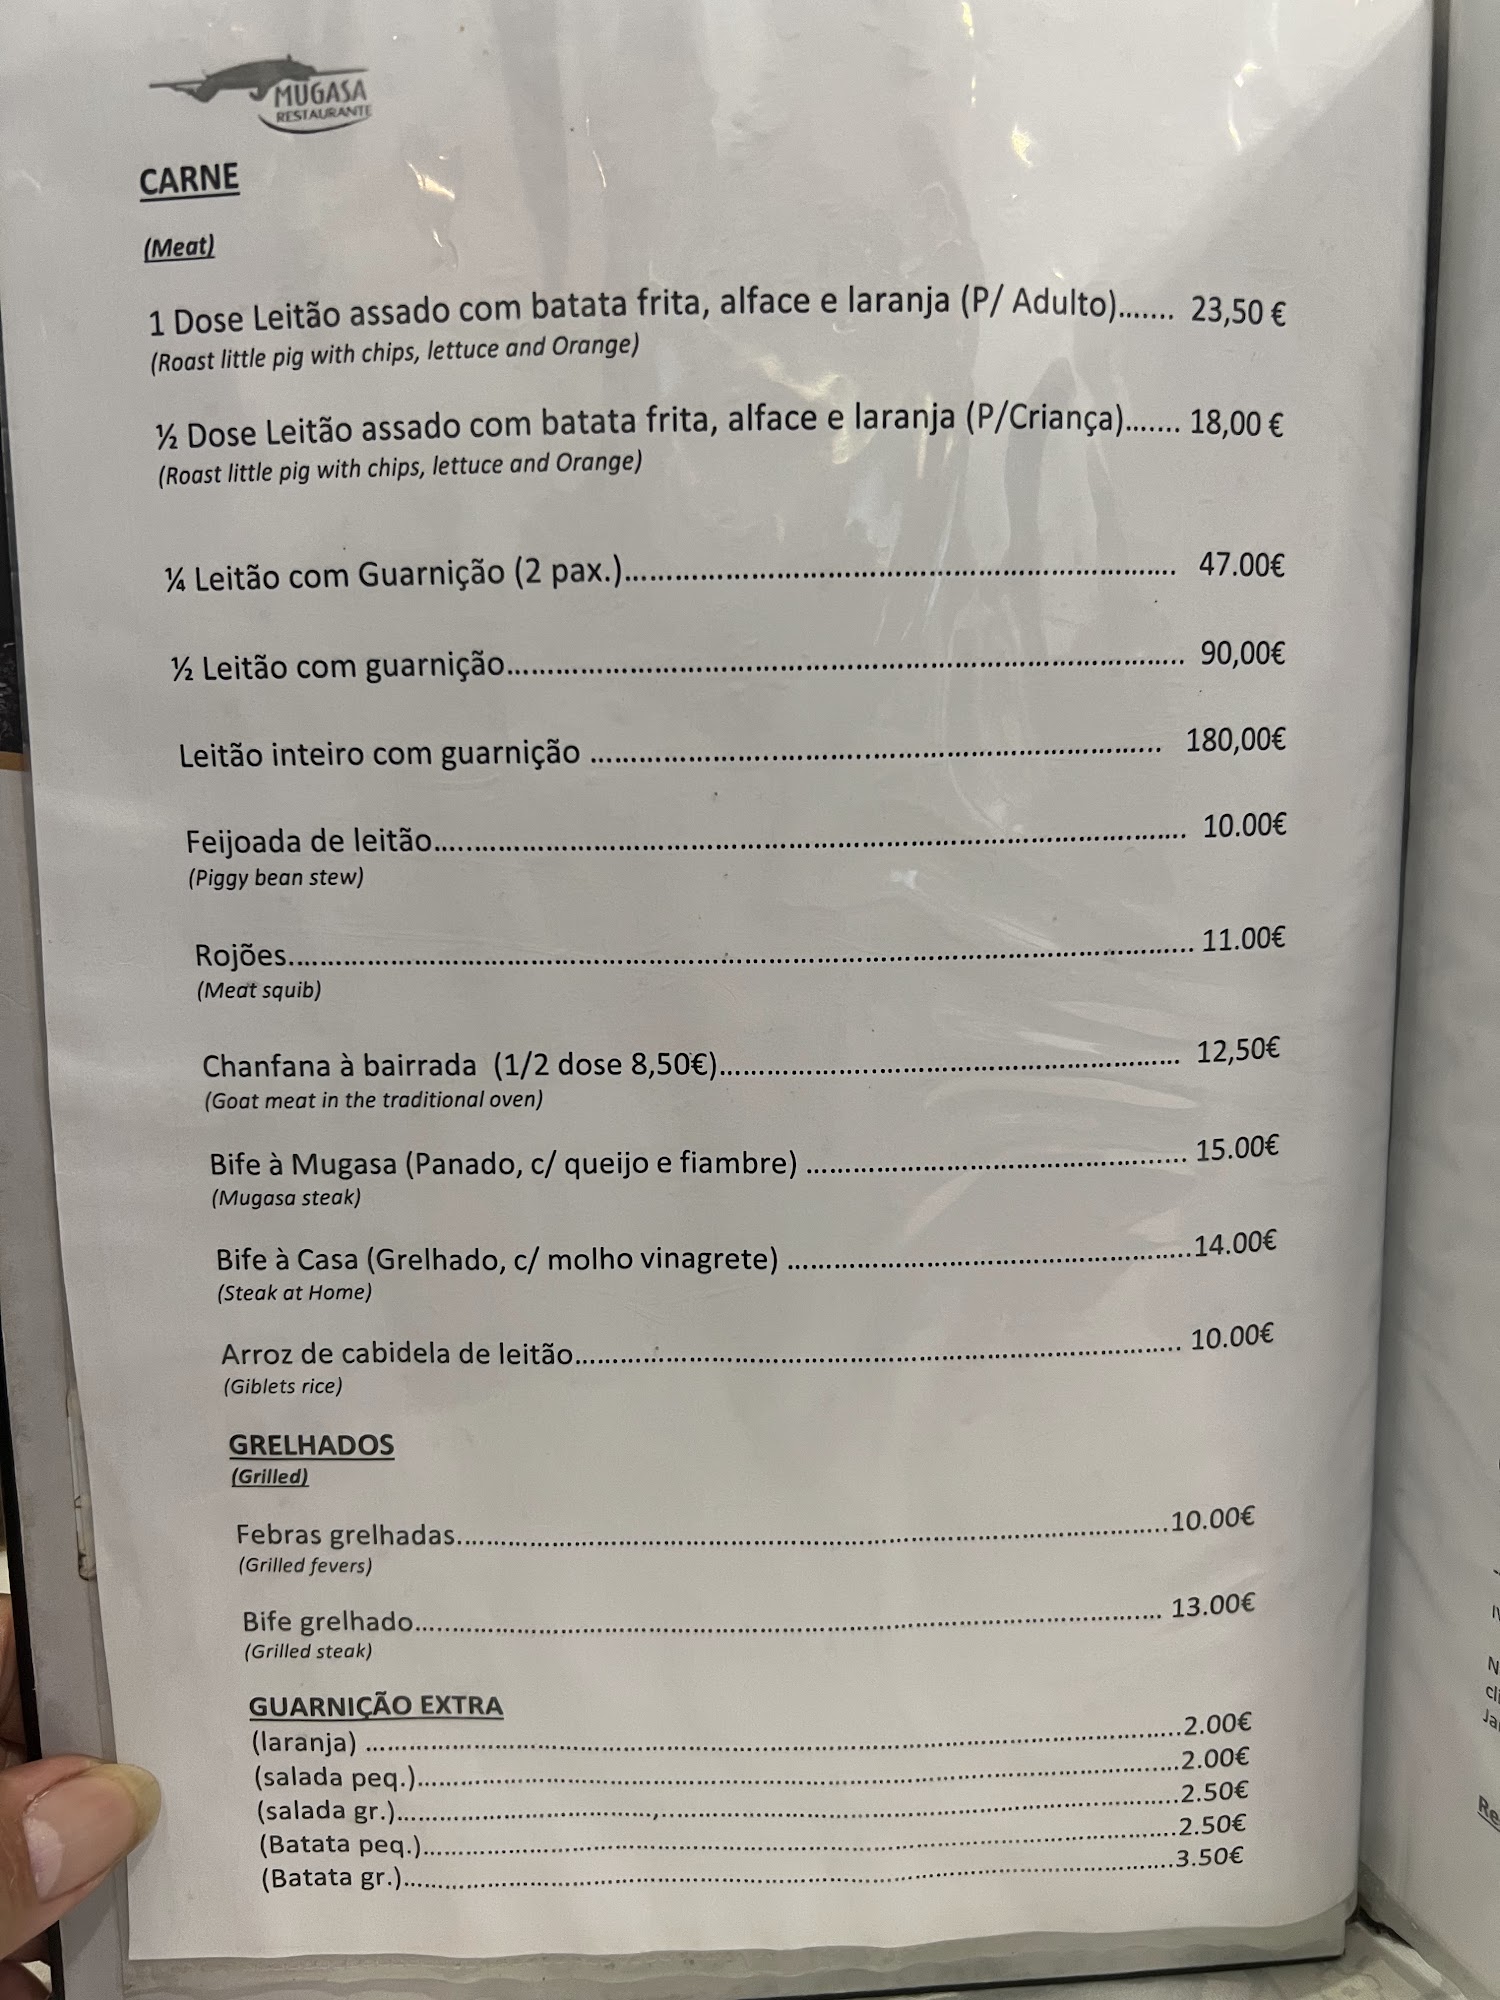 MUGASA
RESTAURANTE
CARNE
(Meat)
1 Dose Leitão assado com batata frita, alface e laranja (P/ Adulto)....... 23,50 €
(Roast little pig with chips, lettuce and Orange)
½ Dose Leitão assado com batata frita, alface e laranja (P/Criança)....... 18,00 €
(Roast little pig with chips, lettuce and Orange)
¼ Leitão com Guarnição (2 pax.)................................................ 47.00€
½ Leitão com guarnição................................................ 90,00€
Leitão inteiro com guarnição ................................................ 180,00€
Feijoada de leitão................................................ 10.00€
(Piggy bean stew)
Rojões................................................ 11.00€
(Meat squib)
Chanfana à bairrada (1/2 dose 8,50€)................................................ 12,50€
(Goat meat in the traditional oven)
Bife à Mugasa (Panado, c/ queijo e fiambre) ................................................ 15.00€
(Mugasa steak)
Bife à Casa (Grelhado, c/ molho vinagrete) ................................................14.00€
(Steak at Home)
Arroz de cabidela de leitão................................................ 10.00€
(Giblets rice)
GRELHADOS
(Grilled)
Febras grelhadas................................................10.00€
(Grilled fevers)
Bife grelhado................................................ 13.00€
(Grilled steak)
GUARNIÇÃO EXTRA
(laranja) ................................................2.00€
(salada peq.)................................................2.00€
(salada gr.)................................................2.50€
(Batata peq.)................................................2.50€
(Batata gr.)................................................3.50€